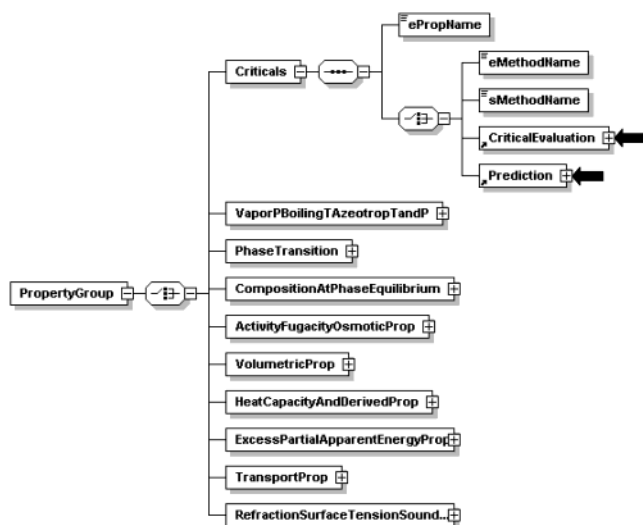 ePropName
Criticals
eMethodName
sMethodName
CriticalEvaluation
Prediction
VaporPBoilingTAzeotropTandP
PhaseTransition
CompositionAtPhaseEquilibrium
PropertyGroup
ActivityFugacityOsmoticProp
VolumetricProp
HeatCapacityAndDerivedProp
ExcessPartialApparentEnergyProp
TransportProp
RefractionSurfaceTensionSound...